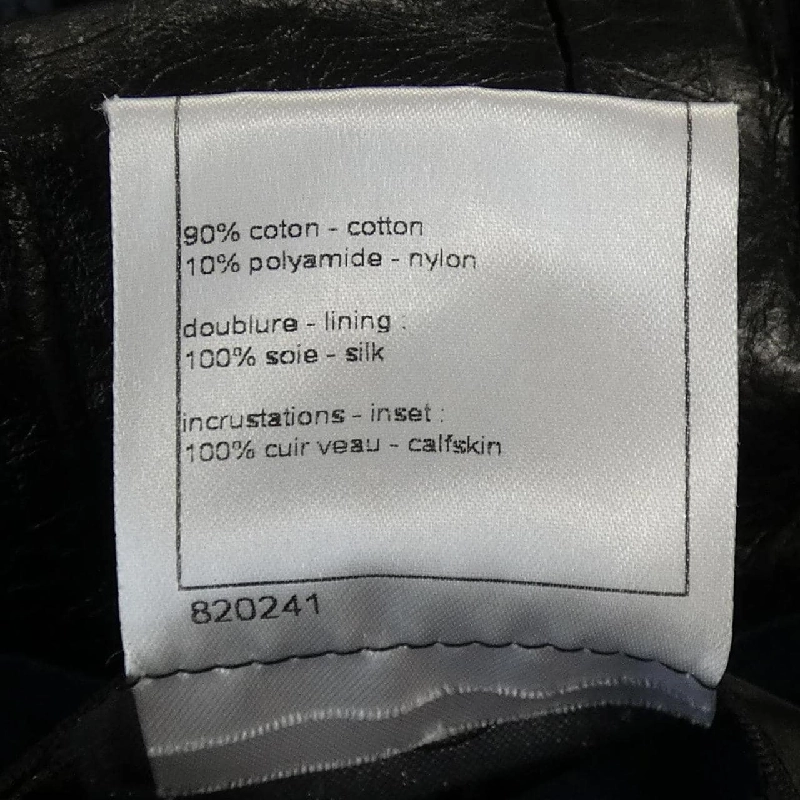 90% coton - cotton
10% polyamide - nylon
doublure - lining :
100% soie - silk
incrustations - inset :
100% cuir veau - calfskin
820241